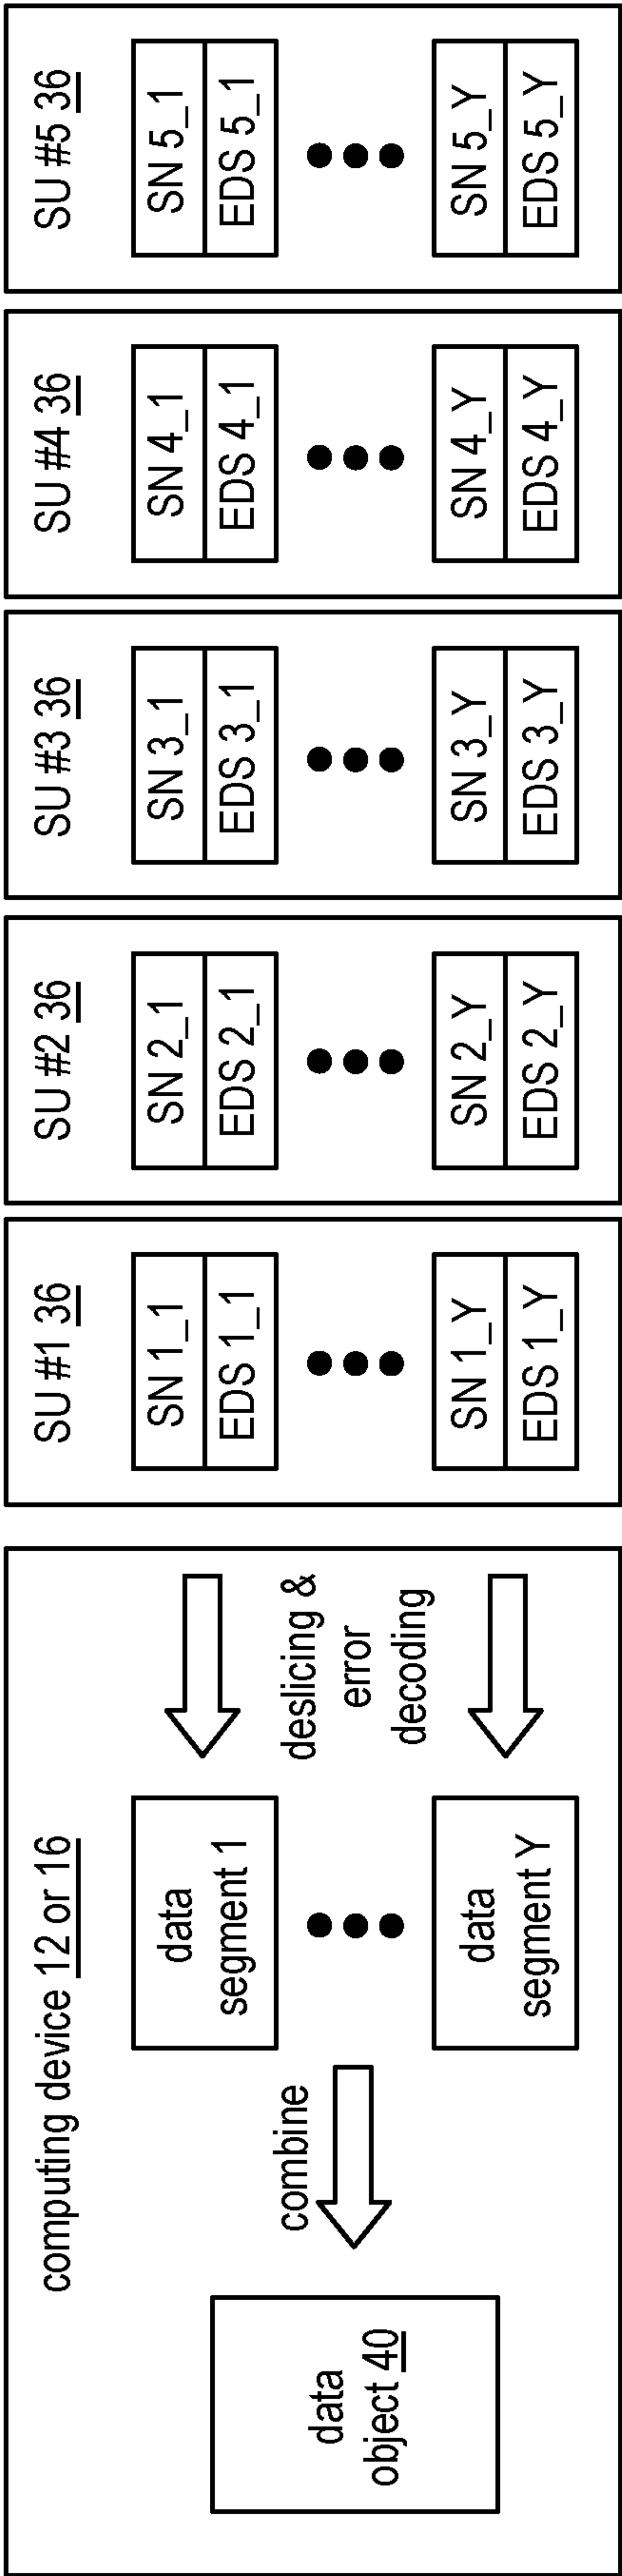 computing device 12 or 16
data
object 40
combine
data
segment 1
data
segment Y
deslicing &
error
decoding
SU #1 36
SN 1_1
EDS 1_1
SN 1_Y
EDS 1_Y
SU #2 36
SN 2_1
EDS 2_1
SN 2_Y
EDS 2_Y
SU #3 36
SN 3_1
EDS 3_1
SN 3_Y
EDS 3_Y
SU #4 36
SN 4_1
EDS 4_1
SN 4_Y
EDS 4_Y
SU #5 36
SN 5_1
EDS 5_1
SN 5_Y
EDS 5_Y